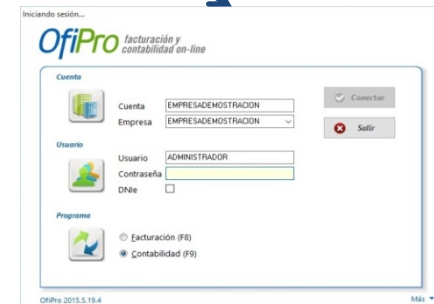 Iniciando sesión...
OfiPro facturación y
contabilidad on-line
Cuenta
Cuenta EMPRESADEMOSTRACION
Empresa EMPRESADEMOSTRACION
Conectar
Salir
Usuario
Usuario ADMINISTRADOR
Contraseña
DNIe
Programa
Facturación (F8)
Contabilidad (F9)
OfiPro 2015.5.19.4
Más